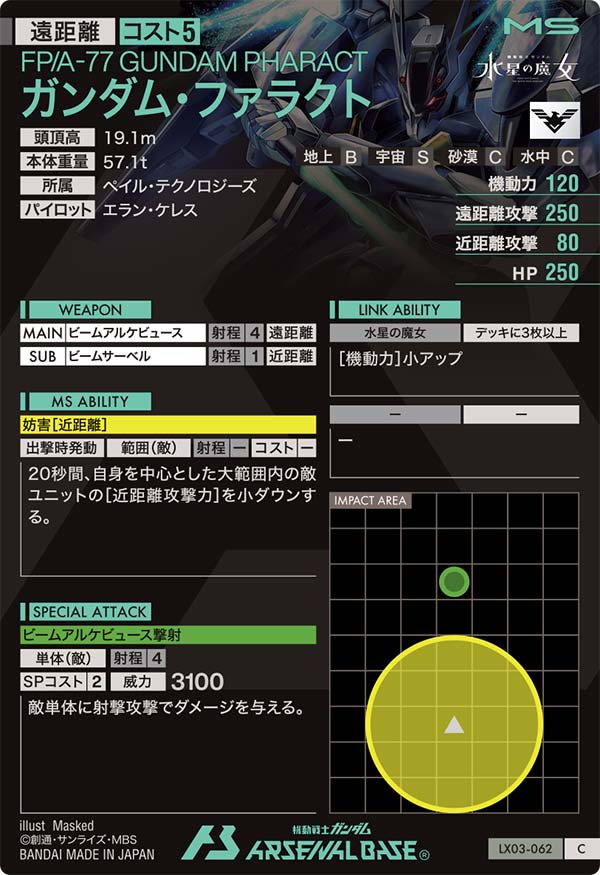 遠距離 コスト5 MS
FP/A-77 GUNDAM PHARACT
ガンダム・ファラクト
水星の魔女
頭頂高 19.1m
本体重量 57.1t
所属 ペイル・テクノロジーズ
パイロット エラン・ケレス
地上 B 宇宙 S 砂漠 C 水中 C
機動力 120
遠距離攻撃 250
近距離攻撃 80
HP 250
WEAPON
MAIN ビームアルケビュース 射程 4 遠距離
SUB ビームサーベル 射程 1 近距離
MS ABILITY
妨害[近距離]
出撃時発動 範囲(敵) 射程 ー コスト ー
20秒間、自身を中心とした大範囲内の敵
ユニットの[近距離攻撃力]を小ダウンす
る。
SPECIAL ATTACK
ビームアルケビュース撃射
単体(敵) 射程 4
SPコスト 2 威力 3100
敵単体に射撃攻撃でダメージを与える。
LINK ABILITY
水星の魔女 デッキに3枚以上
[機動力]小アップ
ー ー
ー
IMPACT AREA
illust Masked
©創通・サンライズ・MBS
BANDAI MADE IN JAPAN
機動戦士ガンダム
AB ARSENAL BASE®
LX03-062 C